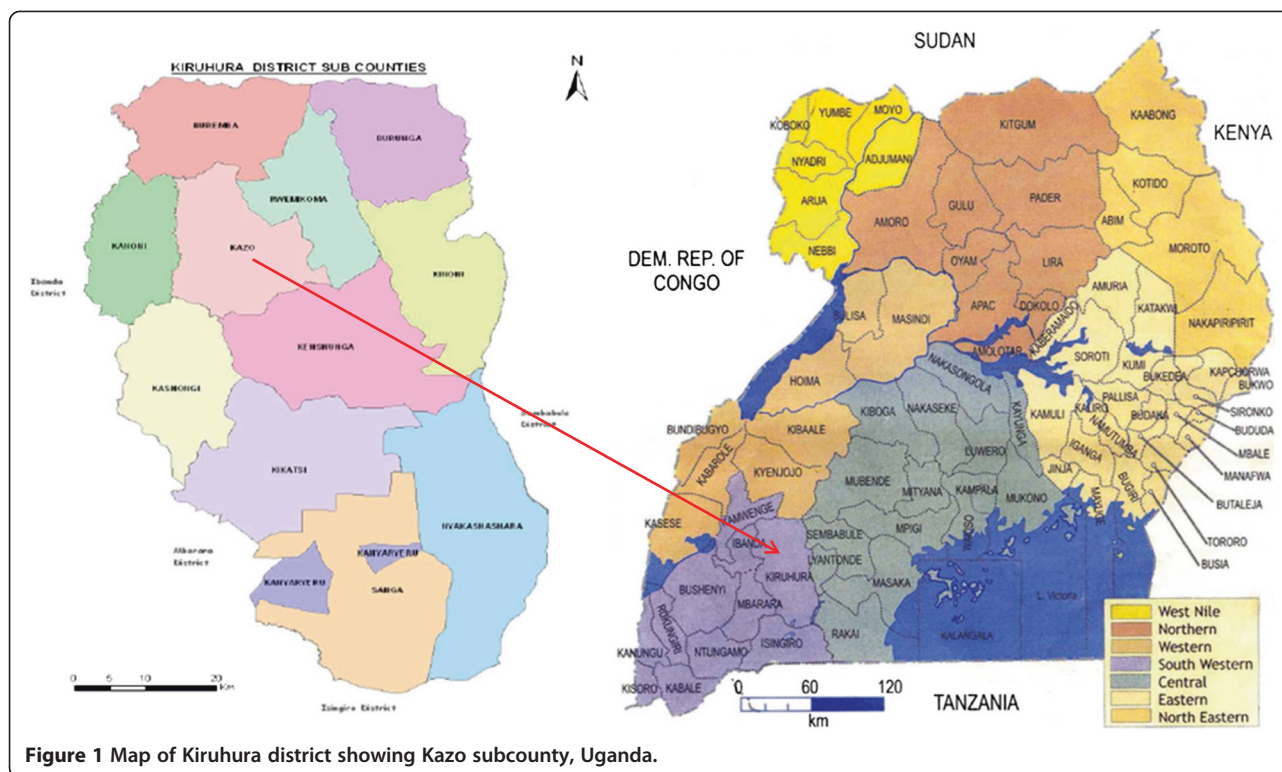 KIRUHURA DISTRICT SUB COUNTIES
N
BUREMBA
BURUNGA
RWEMIKOMA
KANONI
KAZO
KINONI
Ibanda
District
KENSHUNGA
KASHONGI
Sembabule
District
KIKATSI
NYAKASHASHARA
Mbarara
District
KANYARYERU
KANYARYERU
SANGA
0 10 20
Km
Isingiro District
SUDAN
KENYA
DEM. REP. OF
CONGO
TANZANIA
KOBOKO
YUMBE
MOYO
ADJUMANI
NYADRI
ARUA
NEBBI
KITGUM
KAABONG
KOTIDO
AMORO
GULU
PADER
ABIM
MOROTO
OYAM
LIRA
APAC
DOKOLO
AMURIA
KATAKWI
NAKAPIRIPIRIT
BULISA
MASINDI
KABERAMAIDO
AMOLOTAR
SOROTI
KUMI
BUKEDEA
KAPCHORWA
BUKWO
HOIMA
NAKASONGOLA
PALLISA
SIRONKO
KIBOGA
NAKASEKE
KAYUNGA
KAMULI
KALIRO
BUDAKA
BUDUDA
BUNDIBUGYO
KIBAALE
NAMUTUMBA
MBALE
KABAROLE
KYENJOJO
LUWERO
IGANGA
MANAFWA
MUBENDE
MITYANA
KAMPALA
MUKONO
JINJA
BUGIRI
BUTALEJA
KASESE
KAMWENGE
SEMBABULE
MPIGI
WAKISO
MAYUGE
TORORO
IBANDA
LYANTONDE
BUSIA
BUSHENYI
KIRUHURA
MASAKA
L. Victoria
MBARARA
RUKUNGIRI
ISINGIRO
RAKAI
KALANGALA
KANUNGU
NTUNGAMO
KISORO
KABALE
0 60 120
km
West Nile
Northern
Western
South Western
Central
Eastern
North Eastern
Figure 1 Map of Kiruhura district showing Kazo subcounty, Uganda.